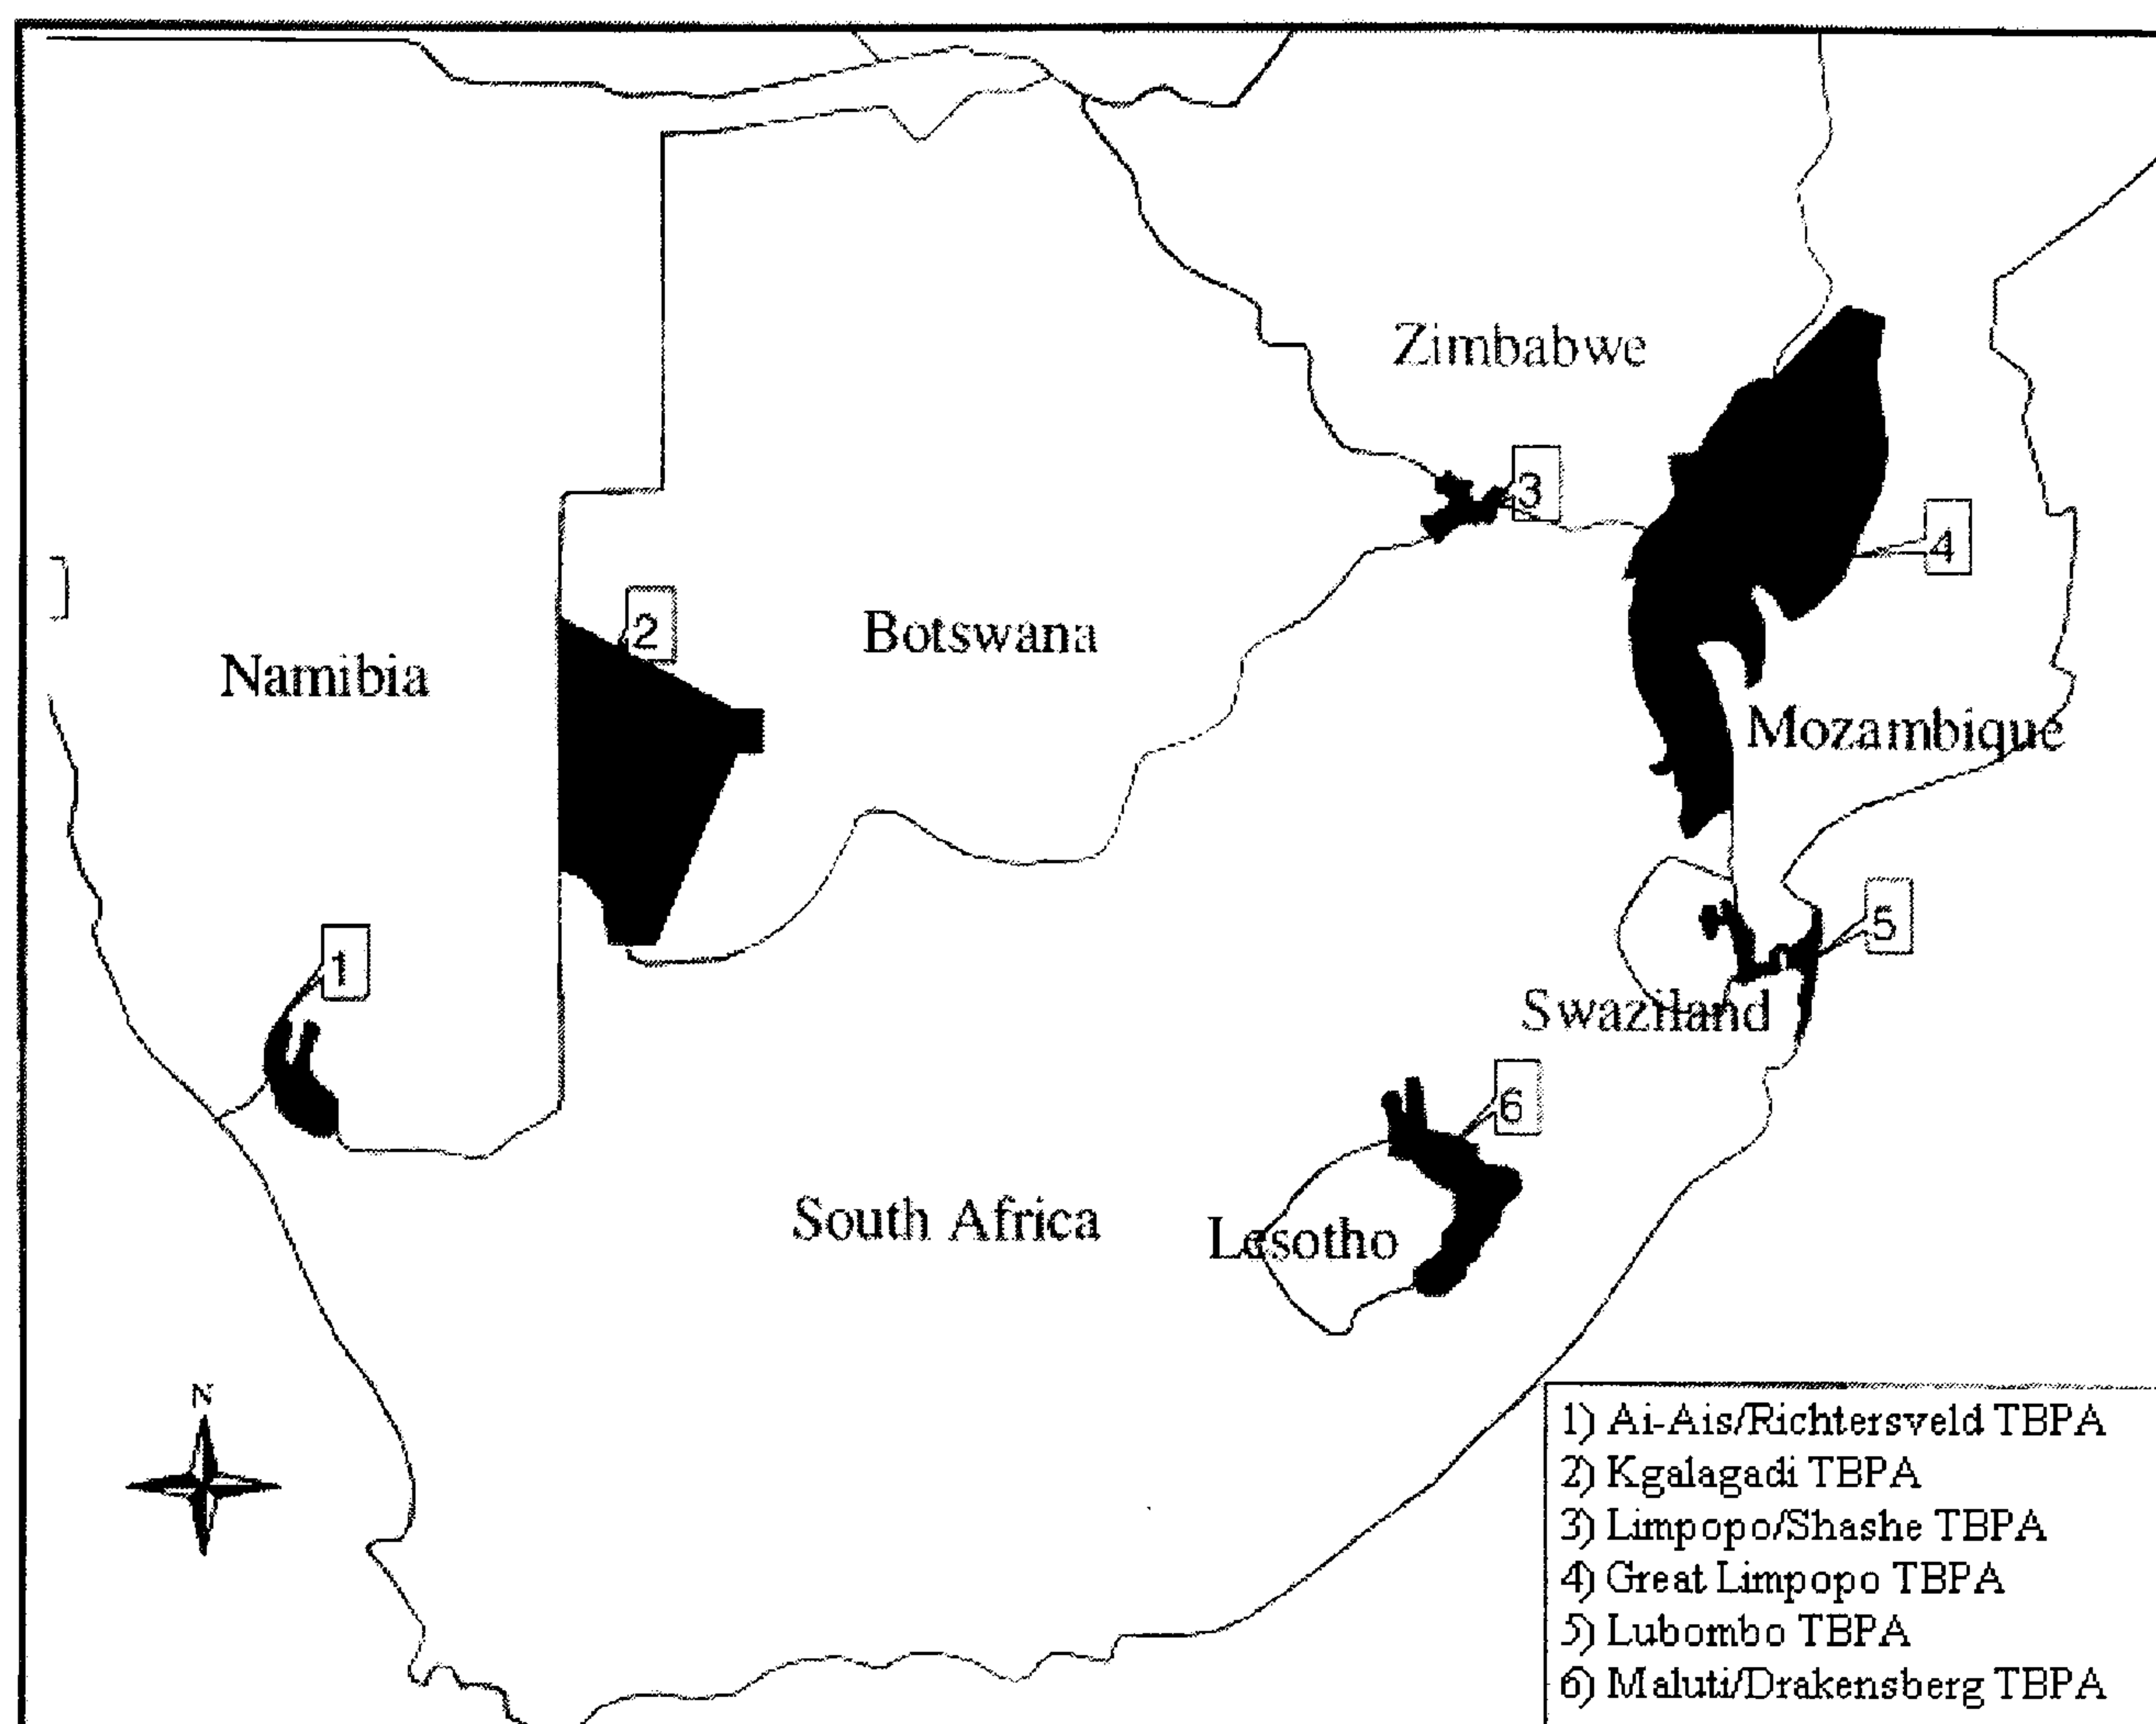 Zimbabwe
3
4
2
Botswana
Namibia
Mozambique
5
1
Swaziland
6
South Africa
Lesotho
N
1) Ai-Ais/Richtersveld TBPA
2) Kgalagadi TBPA
3) Limpopo/Shashe TBPA
4) Great Limpopo TBPA
5) Lubombo TBPA
6) Maluti/Drakensberg TBPA